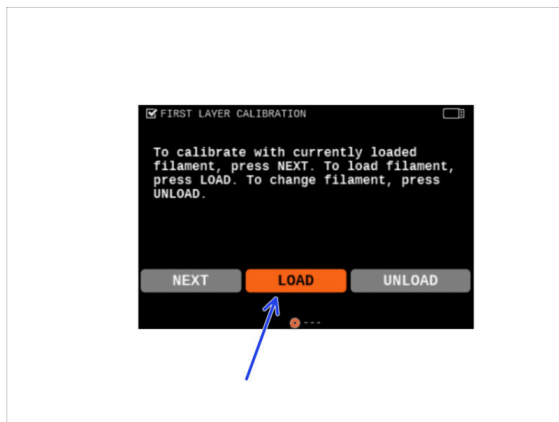 FIRST LAYER CALIBRATION
To calibrate with currently loaded
filament, press NEXT. To load filament,
press LOAD. To change filament, press
UNLOAD.
NEXT LOAD UNLOAD
---